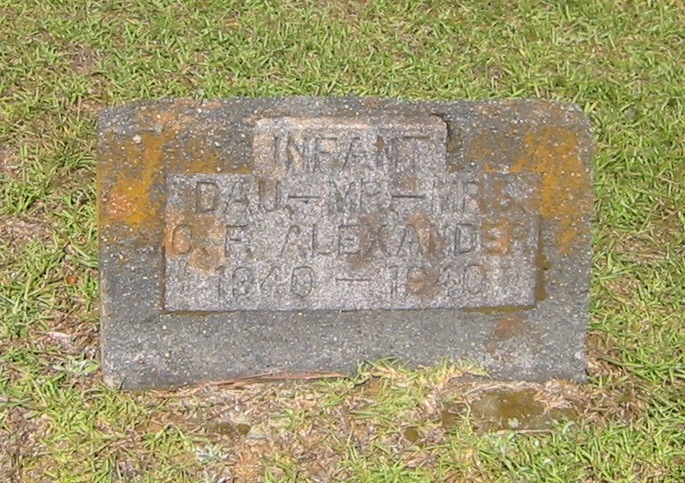 INFANT
DAU—MR.—MRS.
C. F. ALEXANDER
1940 — 1940